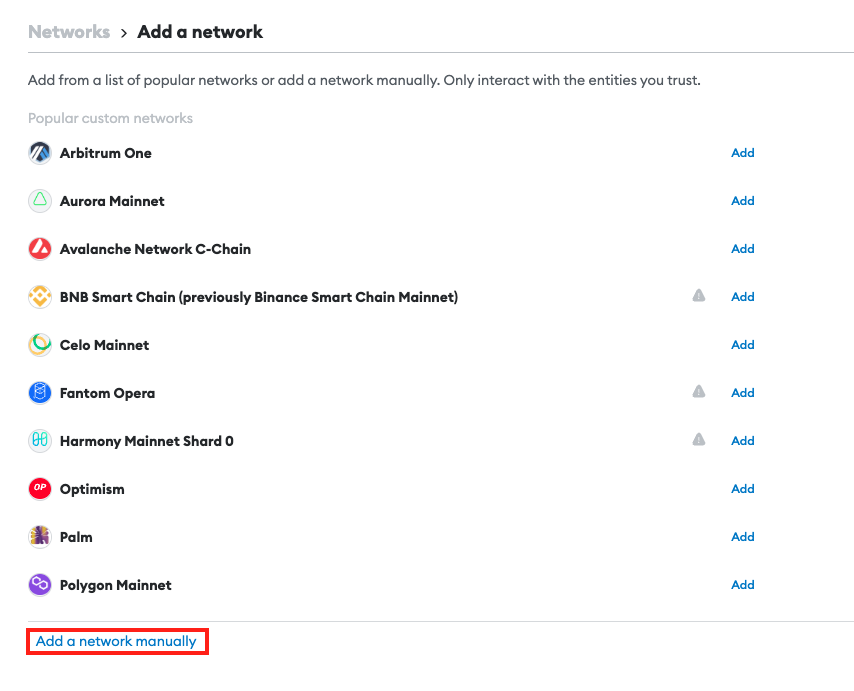 Networks > Add a network
Add from a list of popular networks or add a network manually. Only interact with the entities you trust.
Popular custom networks
Arbitrum One Add
Aurora Mainnet Add
Avalanche Network C-Chain Add
BNB Smart Chain (previously Binance Smart Chain Mainnet) Add
Celo Mainnet Add
Fantom Opera Add
Harmony Mainnet Shard 0 Add
OP Optimism Add
Palm Add
Polygon Mainnet Add
Add a network manually